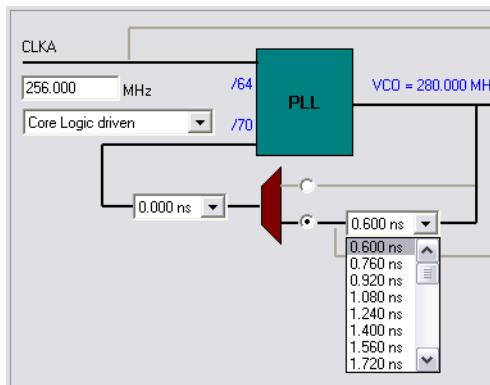 CLKA
256.000 MHz
/64
PLL
VCO = 280.000 MH
Core Logic driven
/70
0.000 ns
0.600 ns
0.600 ns
0.760 ns
0.920 ns
1.080 ns
1.240 ns
1.400 ns
1.560 ns
1.720 ns